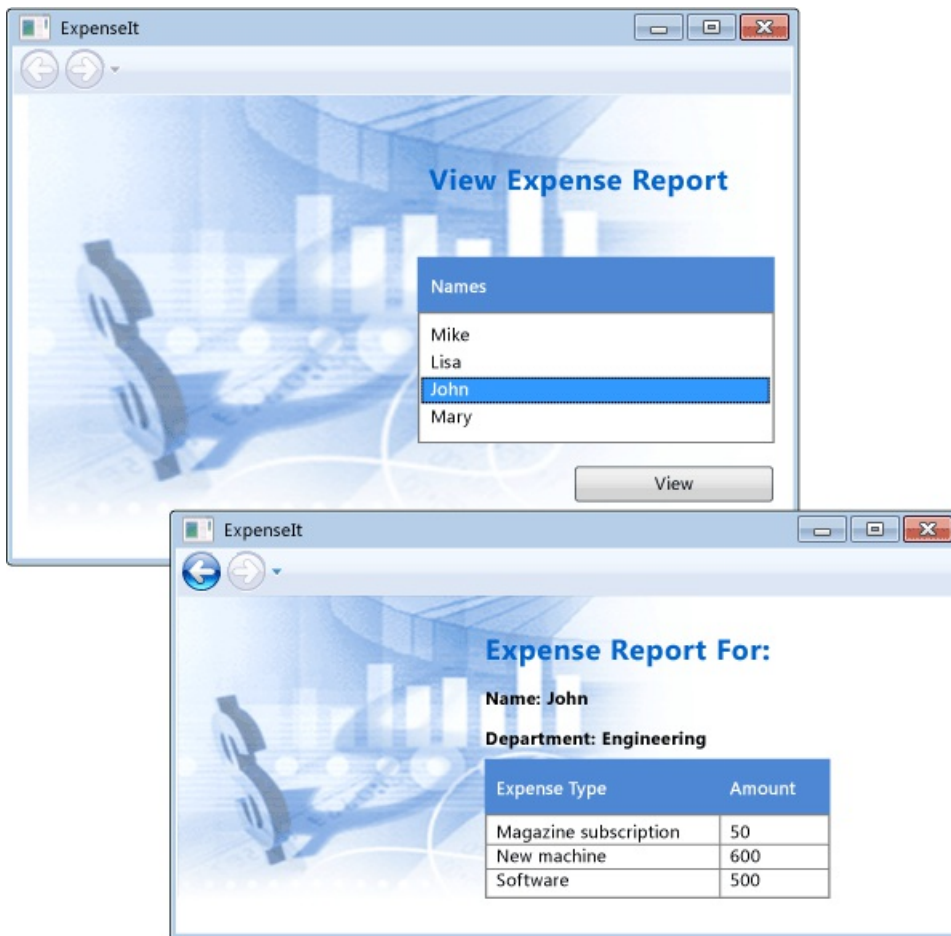 ExpenseIt
View Expense Report
Names
Mike
Lisa
John
Mary
View
ExpenseIt
Expense Report For:
Name: John
Department: Engineering
Expense Type Amount
Magazine subscription 50
New machine 600
Software 500